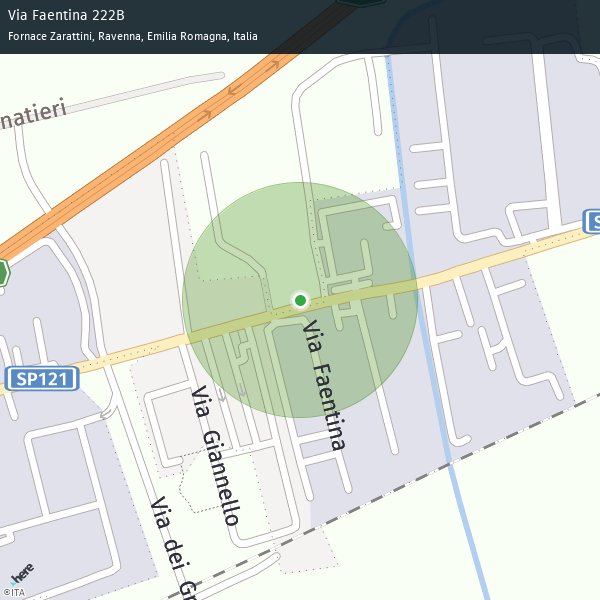 Via Faentina 222B
Fornace Zarattini, Ravenna, Emilia Romagna, Italia
natieri
S
SP121
Via Faentina
Via Giannello
Via dei Gr
here
©ITA